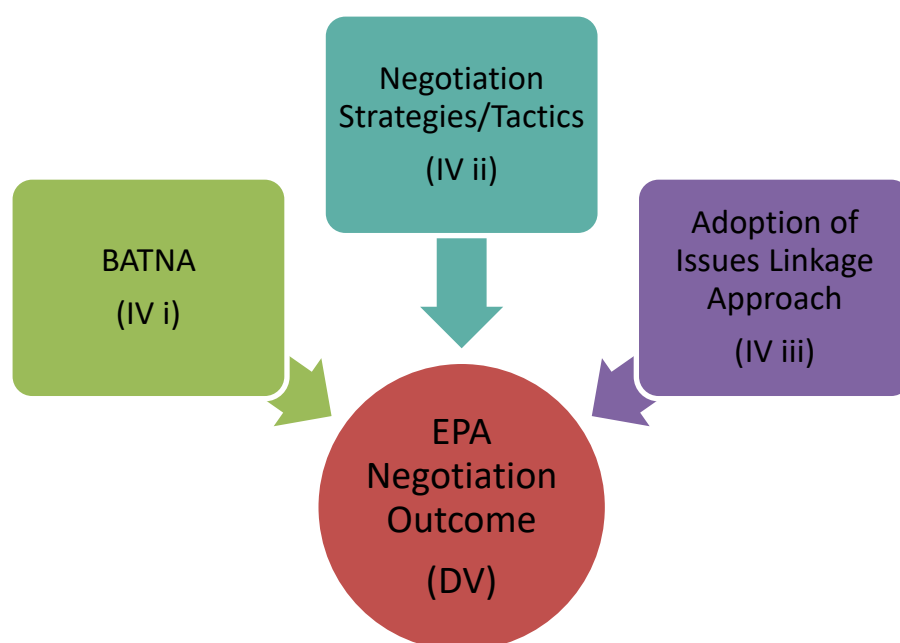 Negotiation
Strategies/Tactics
(IV ii)
BATNA
(IV i)
Adoption of
Issues Linkage
Approach
(IV iii)
EPA
Negotiation
Outcome
(DV)